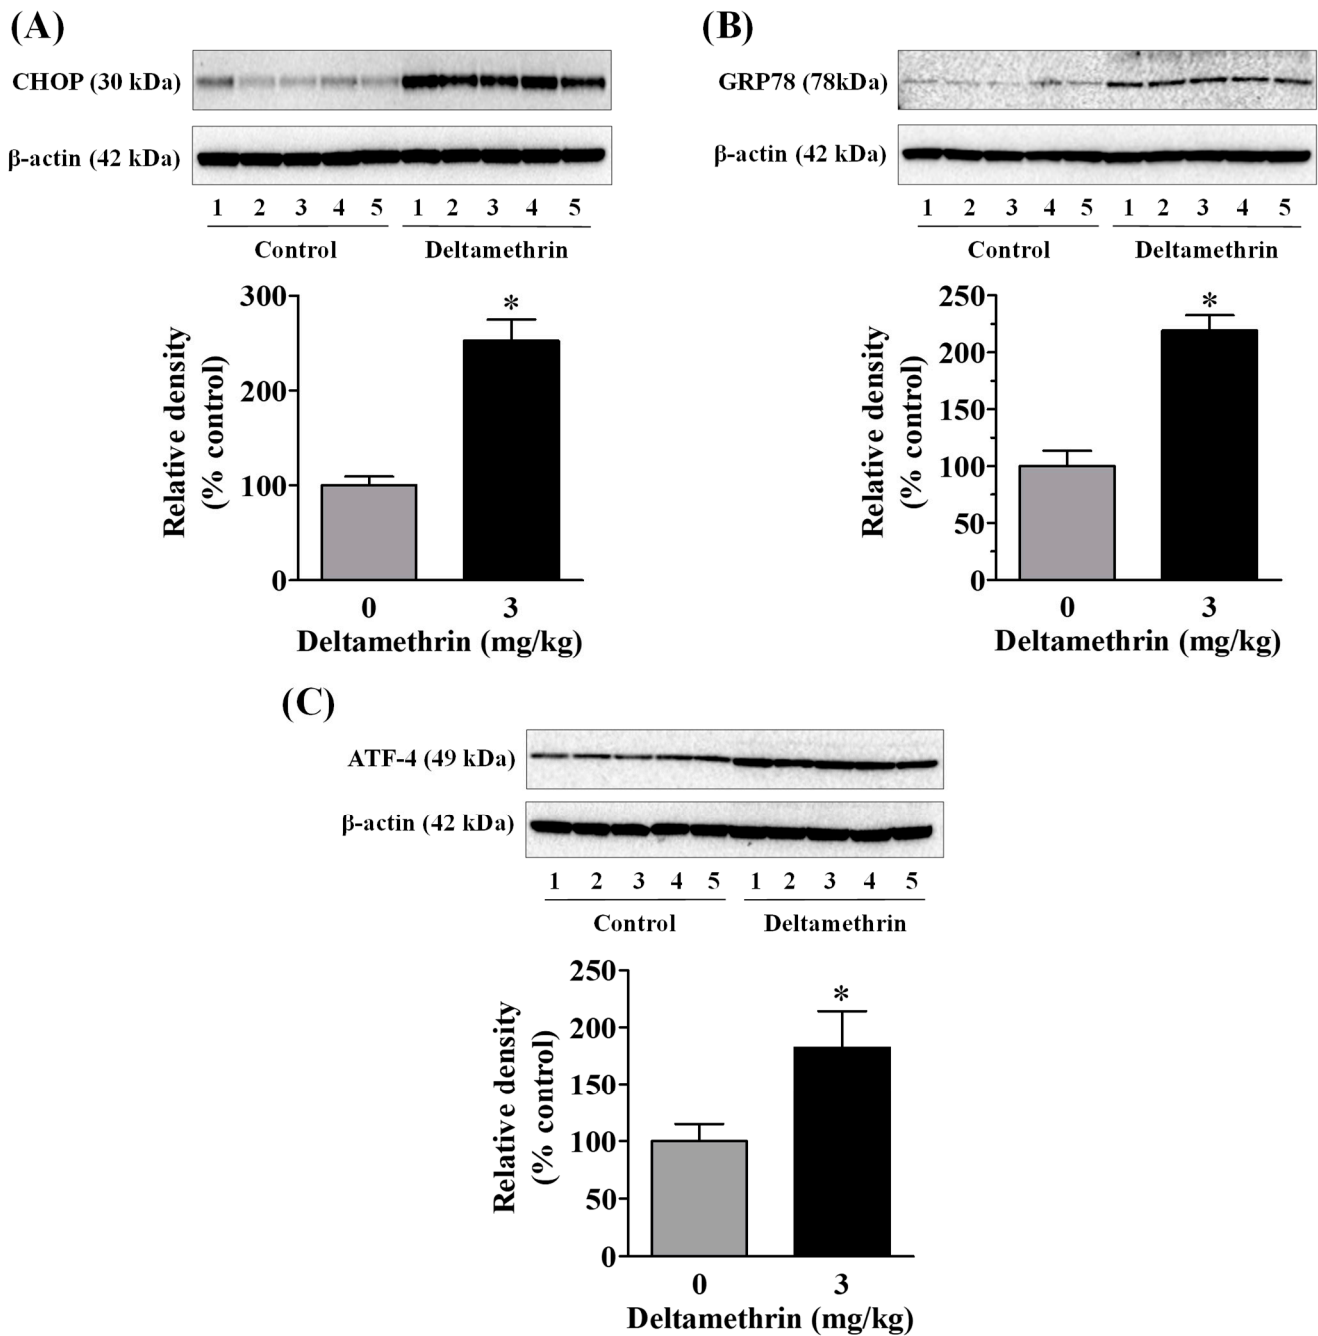 (A)
CHOP (30 kDa)
β-actin (42 kDa)
1 2 3 4 5 1 2 3 4 5
Control Deltamethrin
300
200
100
0
Relative density
(% control)
*
0 3
Deltamethrin (mg/kg)
(B)
GRP78 (78kDa)
β-actin (42 kDa)
1 2 3 4 5 1 2 3 4 5
Control Deltamethrin
250
200
150
100
50
0
Relative density
(% control)
*
0 3
Deltamethrin (mg/kg)
(C)
ATF-4 (49 kDa)
β-actin (42 kDa)
1 2 3 4 5 1 2 3 4 5
Control Deltamethrin
250
200
150
100
50
0
Relative density
(% control)
*
0 3
Deltamethrin (mg/kg)